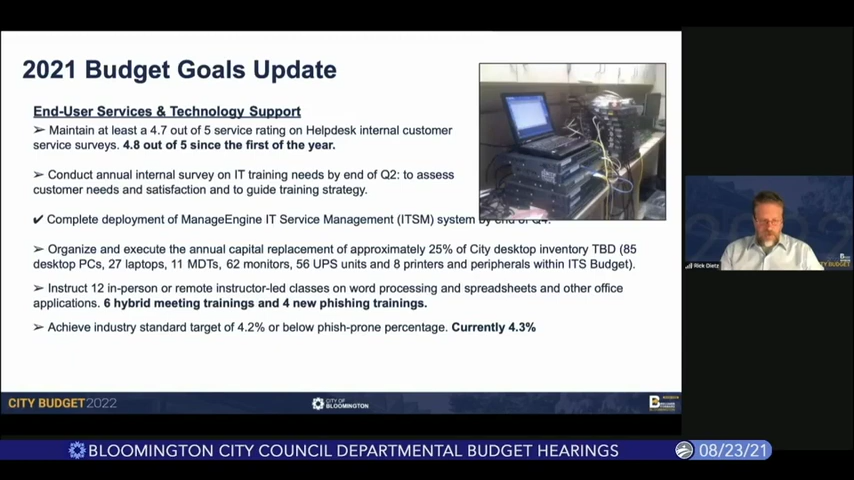 2021 Budget Goals Update
End-User Services & Technology Support
➢ Maintain at least a 4.7 out of 5 service rating on Helpdesk internal customer
service surveys. 4.8 out of 5 since the first of the year.
➢ Conduct annual internal survey on IT training needs by end of Q2: to assess
customer needs and satisfaction and to guide training strategy.
✔ Complete deployment of ManageEngine IT Service Management (ITSM) system by end of Q4.
➢ Organize and execute the annual capital replacement of approximately 25% of City desktop inventory TBD (85
desktop PCs, 27 laptops, 11 MDTs, 62 monitors, 56 UPS units and 8 printers and peripherals within ITS Budget).
➢ Instruct 12 in-person or remote instructor-led classes on word processing and spreadsheets and other office
applications. 6 hybrid meeting trainings and 4 new phishing trainings.
➢ Achieve industry standard target of 4.2% or below phish-prone percentage. Currently 4.3%
CITY BUDGET2022
CITY OF
BLOOMINGTON
Rick Dietz
BLOOMINGTON CITY COUNCIL DEPARTMENTAL BUDGET HEARINGS
08/23/21